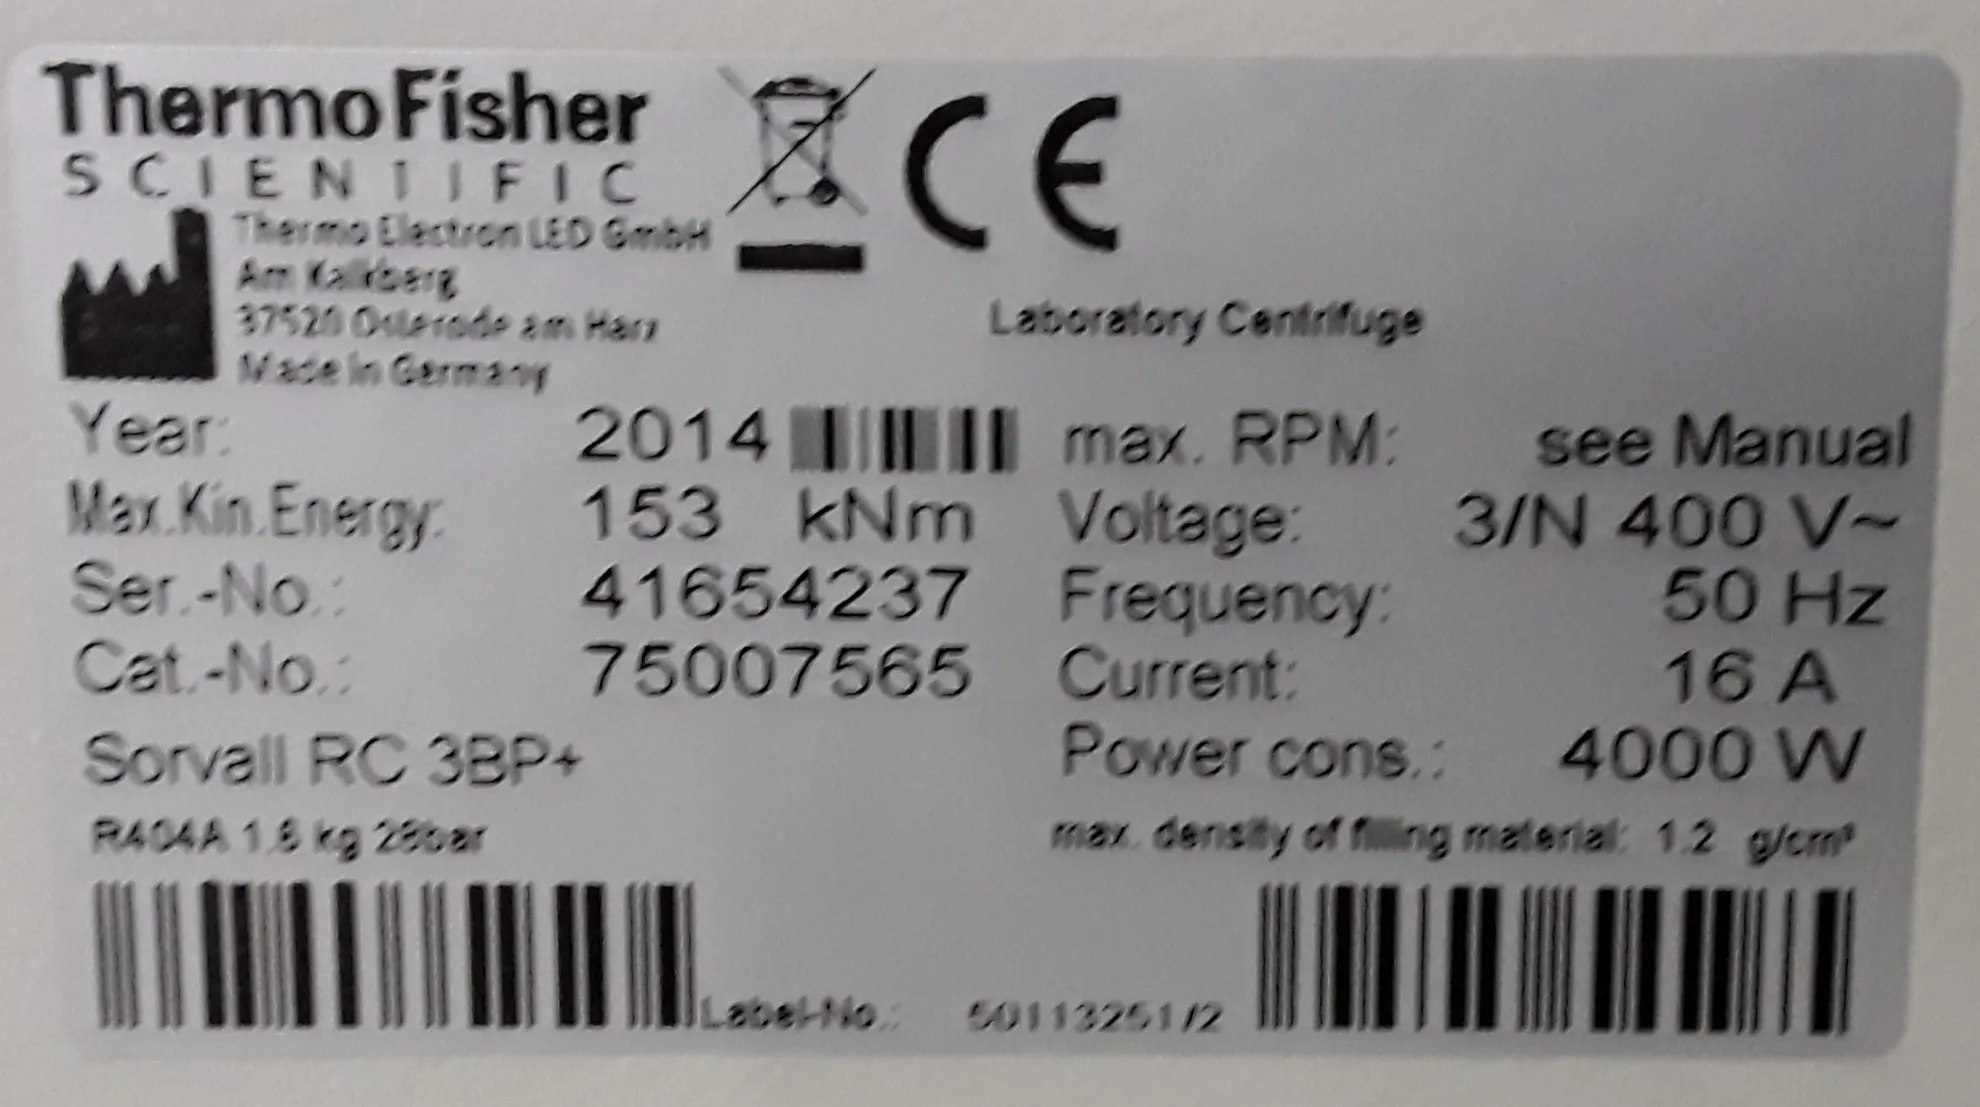 ThermoFisher
SCIENTIFIC
Thermo Electron LED GmbH
Am Kalkberg
37520 Osterode am Harz
Made in Germany
CE
Laboratory Centrifuge
Year: 2014
Max.Kin.Energy: 153 kNm
Ser.-No.: 41654237
Cat.-No.: 75007565
Sorvall RC 3BP+
R404A 1.8 kg 28bar
max. RPM: see Manual
Voltage: 3/N 400 V~
Frequency: 50 Hz
Current: 16 A
Power cons.: 4000 W
max. density of filling material: 1.2 g/cm³
Label-No.: 50113251/2